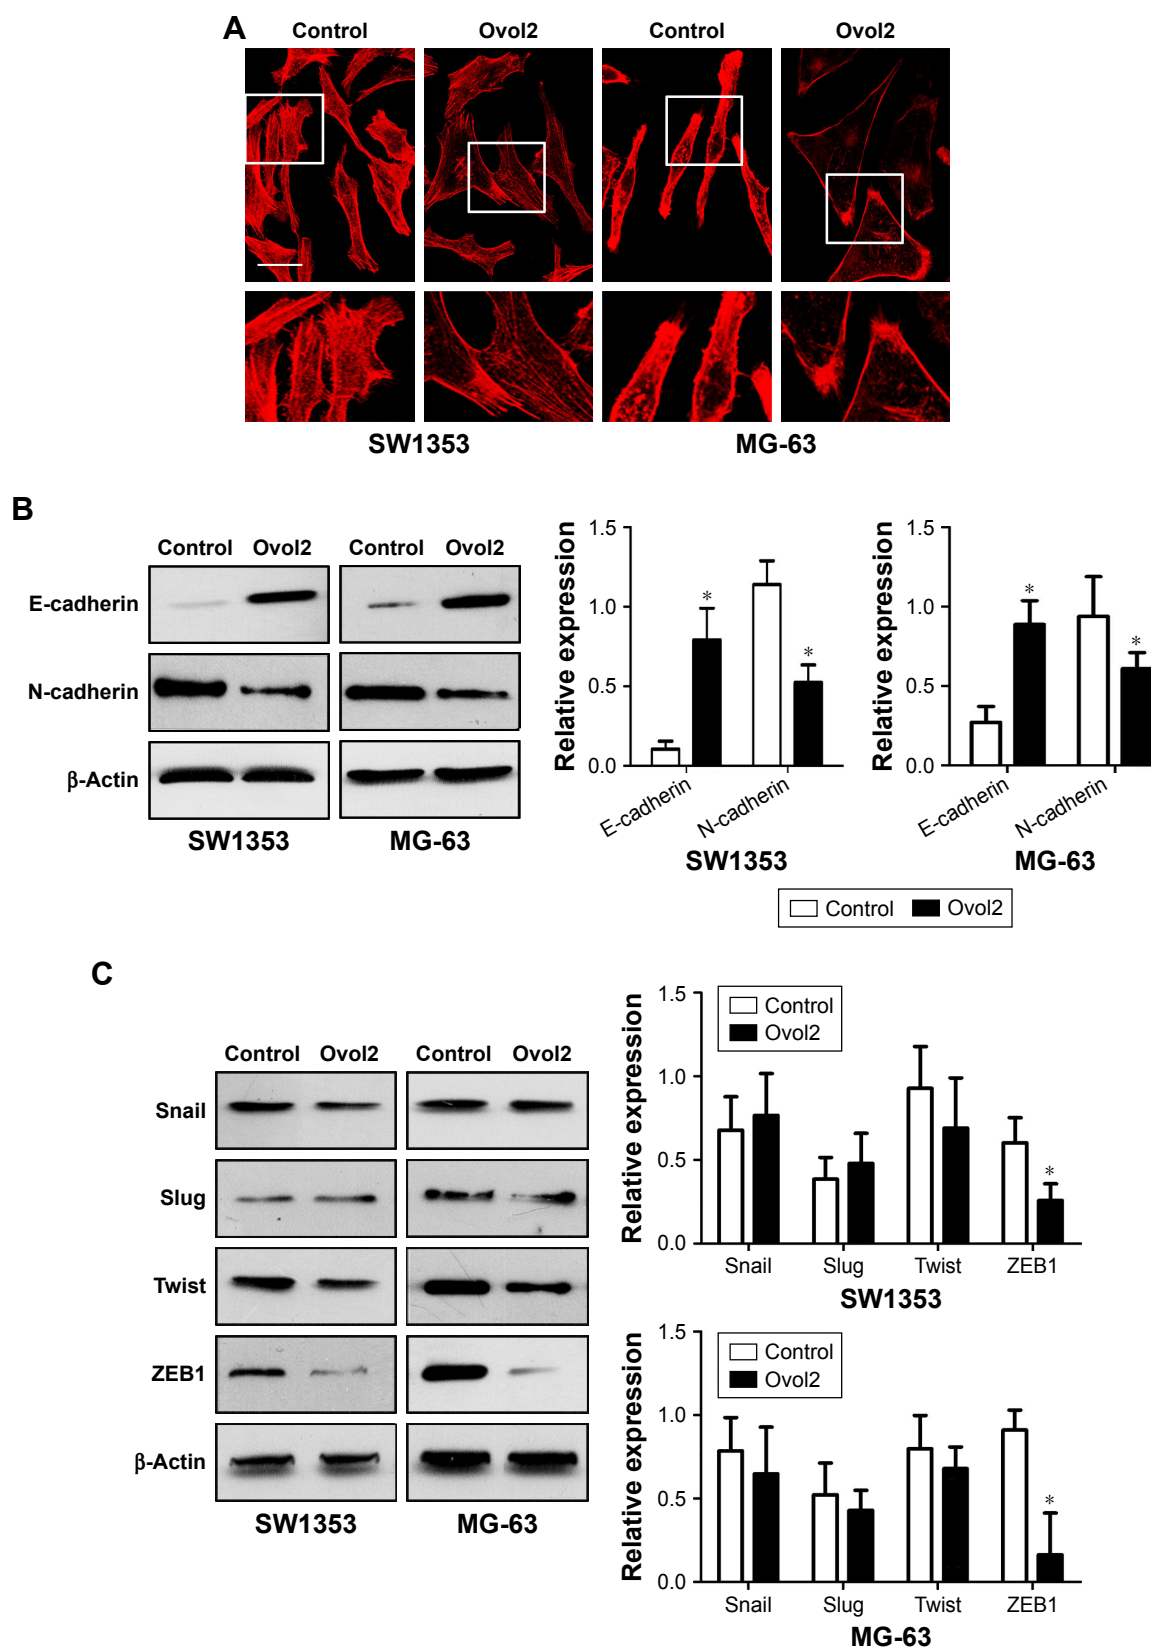 A
Control Ovol2 Control Ovol2
SW1353 MG-63
B
Control Ovol2 Control Ovol2
E-cadherin
N-cadherin
β-Actin
SW1353 MG-63
Relative expression
1.5
1.0
0.5
0.0
* *
E-cadherin N-cadherin
SW1353
Relative expression
1.5
1.0
0.5
0.0
* *
E-cadherin N-cadherin
MG-63
Control Ovol2
C
Control Ovol2 Control Ovol2
Snail
Slug
Twist
ZEB1
β-Actin
SW1353 MG-63
Relative expression
1.5
1.0
0.5
0.0
Control
Ovol2
*
Snail Slug Twist ZEB1
SW1353
Relative expression
1.5
1.0
0.5
0.0
Control
Ovol2
*
Snail Slug Twist ZEB1
MG-63